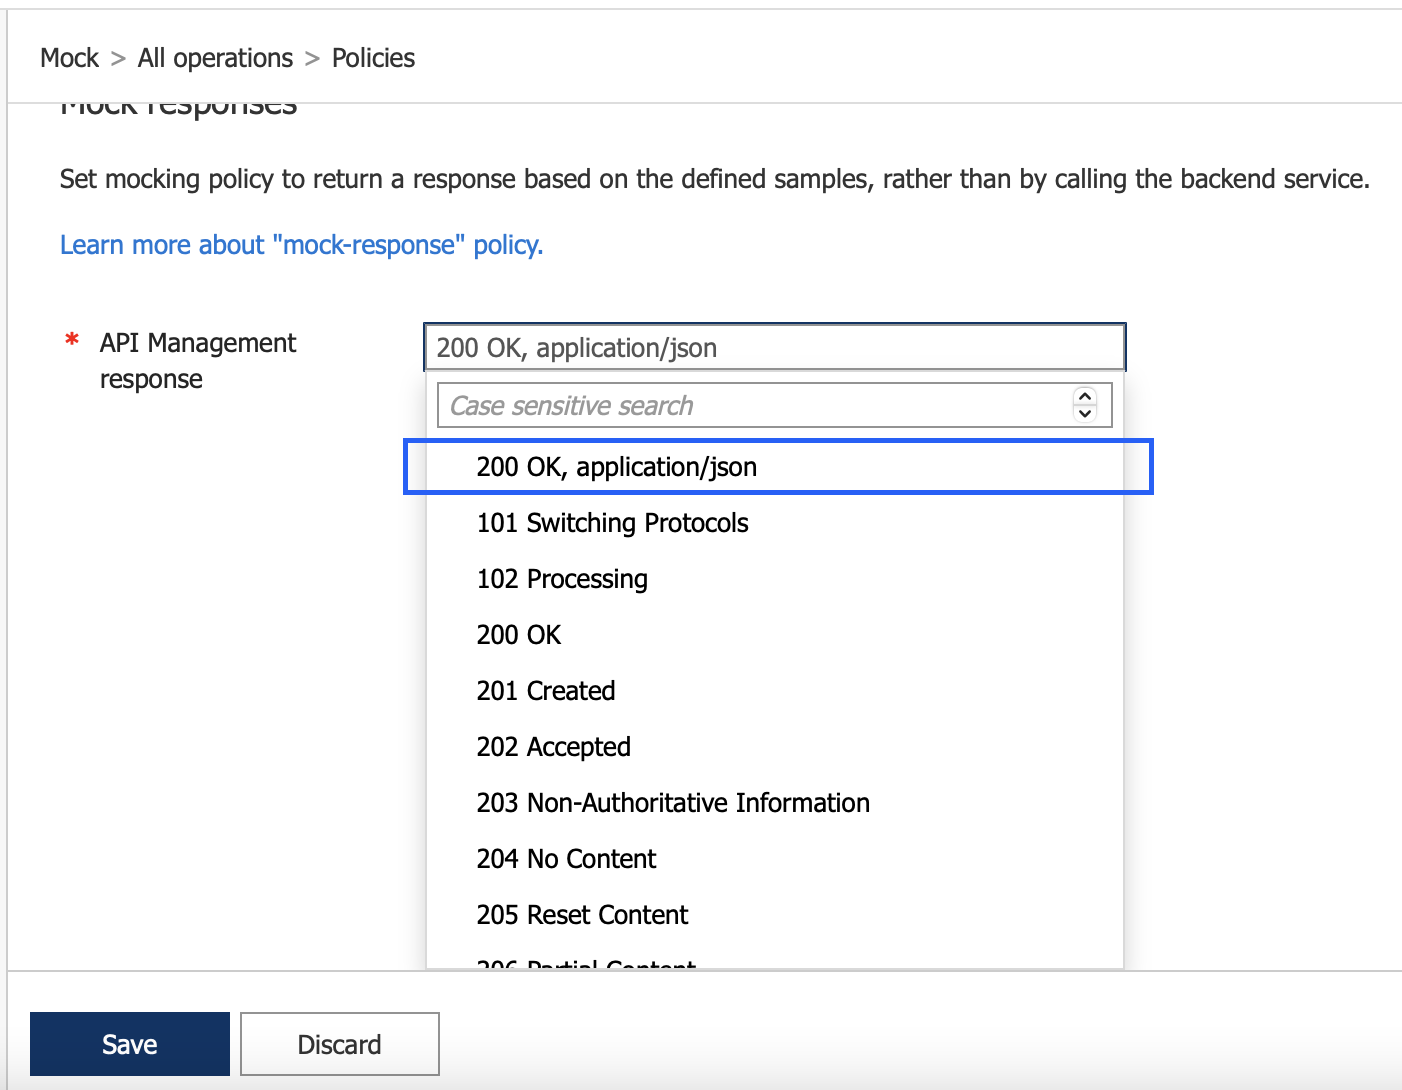 Mock > All operations > Policies
Mock responses
Set mocking policy to return a response based on the defined samples, rather than by calling the backend service.
Learn more about "mock-response" policy.
* API Management
response
200 OK, application/json
Case sensitive search
200 OK, application/json
101 Switching Protocols
102 Processing
200 OK
201 Created
202 Accepted
203 Non-Authoritative Information
204 No Content
205 Reset Content
206 Partial Content
Save
Discard